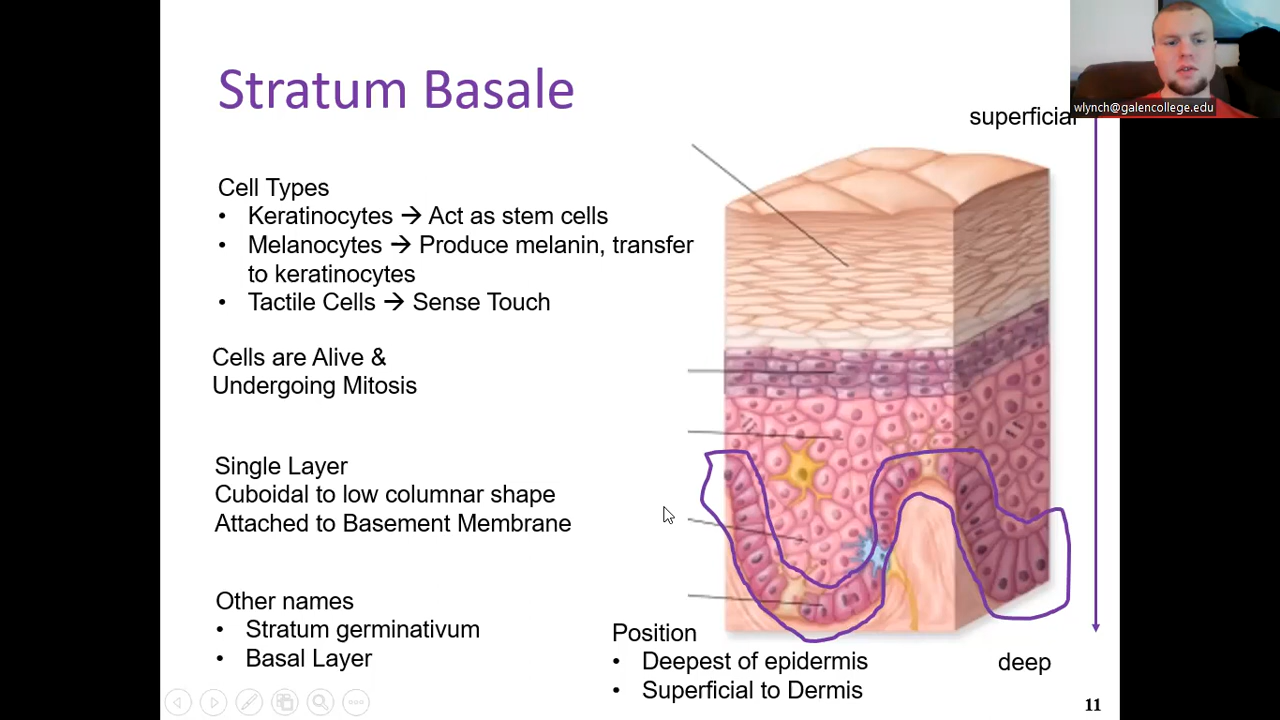 Stratum Basale
wlynch@galencollege.edu
superficial
Cell Types
• Keratinocytes → Act as stem cells
• Melanocytes → Produce melanin, transfer
to keratinocytes
• Tactile Cells → Sense Touch
Cells are Alive &
Undergoing Mitosis
Single Layer
Cuboidal to low columnar shape
Attached to Basement Membrane
Other names
• Stratum germinativum
• Basal Layer
Position
• Deepest of epidermis
• Superficial to Dermis
deep
11